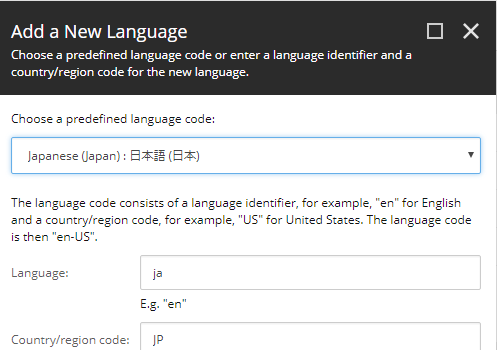 Add a New Language
Choose a predefined language code or enter a language identifier and a
country/region code for the new language.
Choose a predefined language code:
Japanese (Japan) : 日本語 (日本)
The language code consists of a language identifier, for example, "en" for English
and a country/region code, for example, "US" for United States. The language code
is then "en-US".
Language:
ja
E.g. "en"
Country/region code:
JP